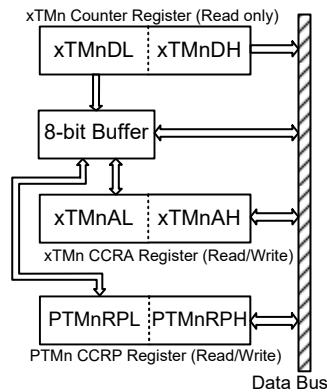 xTMn Counter Register (Read only)
xTMnDL xTMnDH
8-bit Buffer
xTMnAL xTMnAH
xTMn CCRA Register (Read/Write)
PTMnRPL PTMnRPH
PTMn CCRP Register (Read/Write)
Data Bus